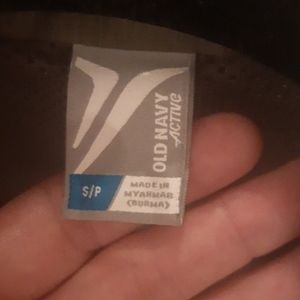 OLD NAVY
ACTIVE
S/P
MADE IN
MYANMAR
(BURMA)